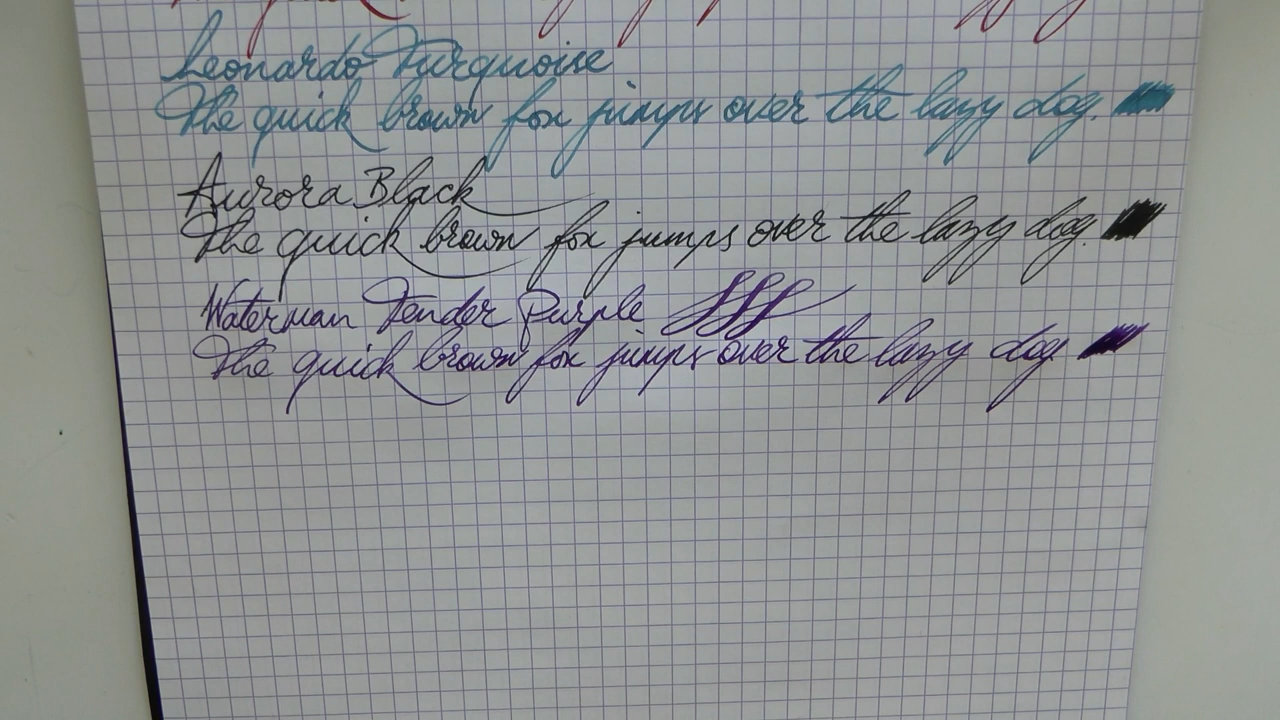 Leonardo Turquoise
The quick brown fox jumps over the lazy dog.
Aurora Black
The quick brown fox jumps over the lazy dog.
Waterman Tender Purple
The quick brown fox jumps over the lazy dog